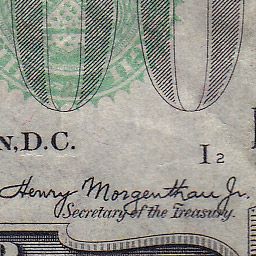 N, D.C.
I 2
Henry Morgenthau Jr.
Secretary of the Treasury.